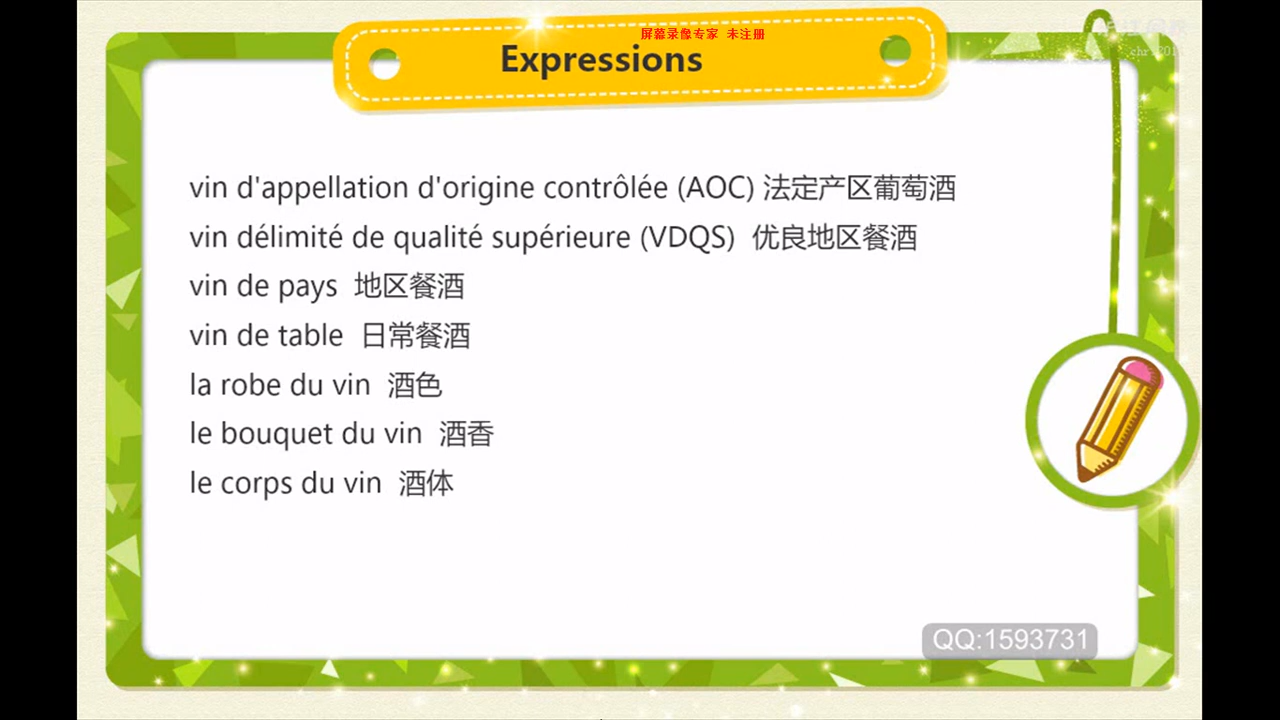 屏幕录像专家 未注册
Expressions
vin d'appellation d'origine contrôlée (AOC) 法定产区葡萄酒
vin délimité de qualité supérieure (VDQS) 优良地区餐酒
vin de pays 地区餐酒
vin de table 日常餐酒
la robe du vin 酒色
le bouquet du vin 酒香
le corps du vin 酒体
QQ:1593731